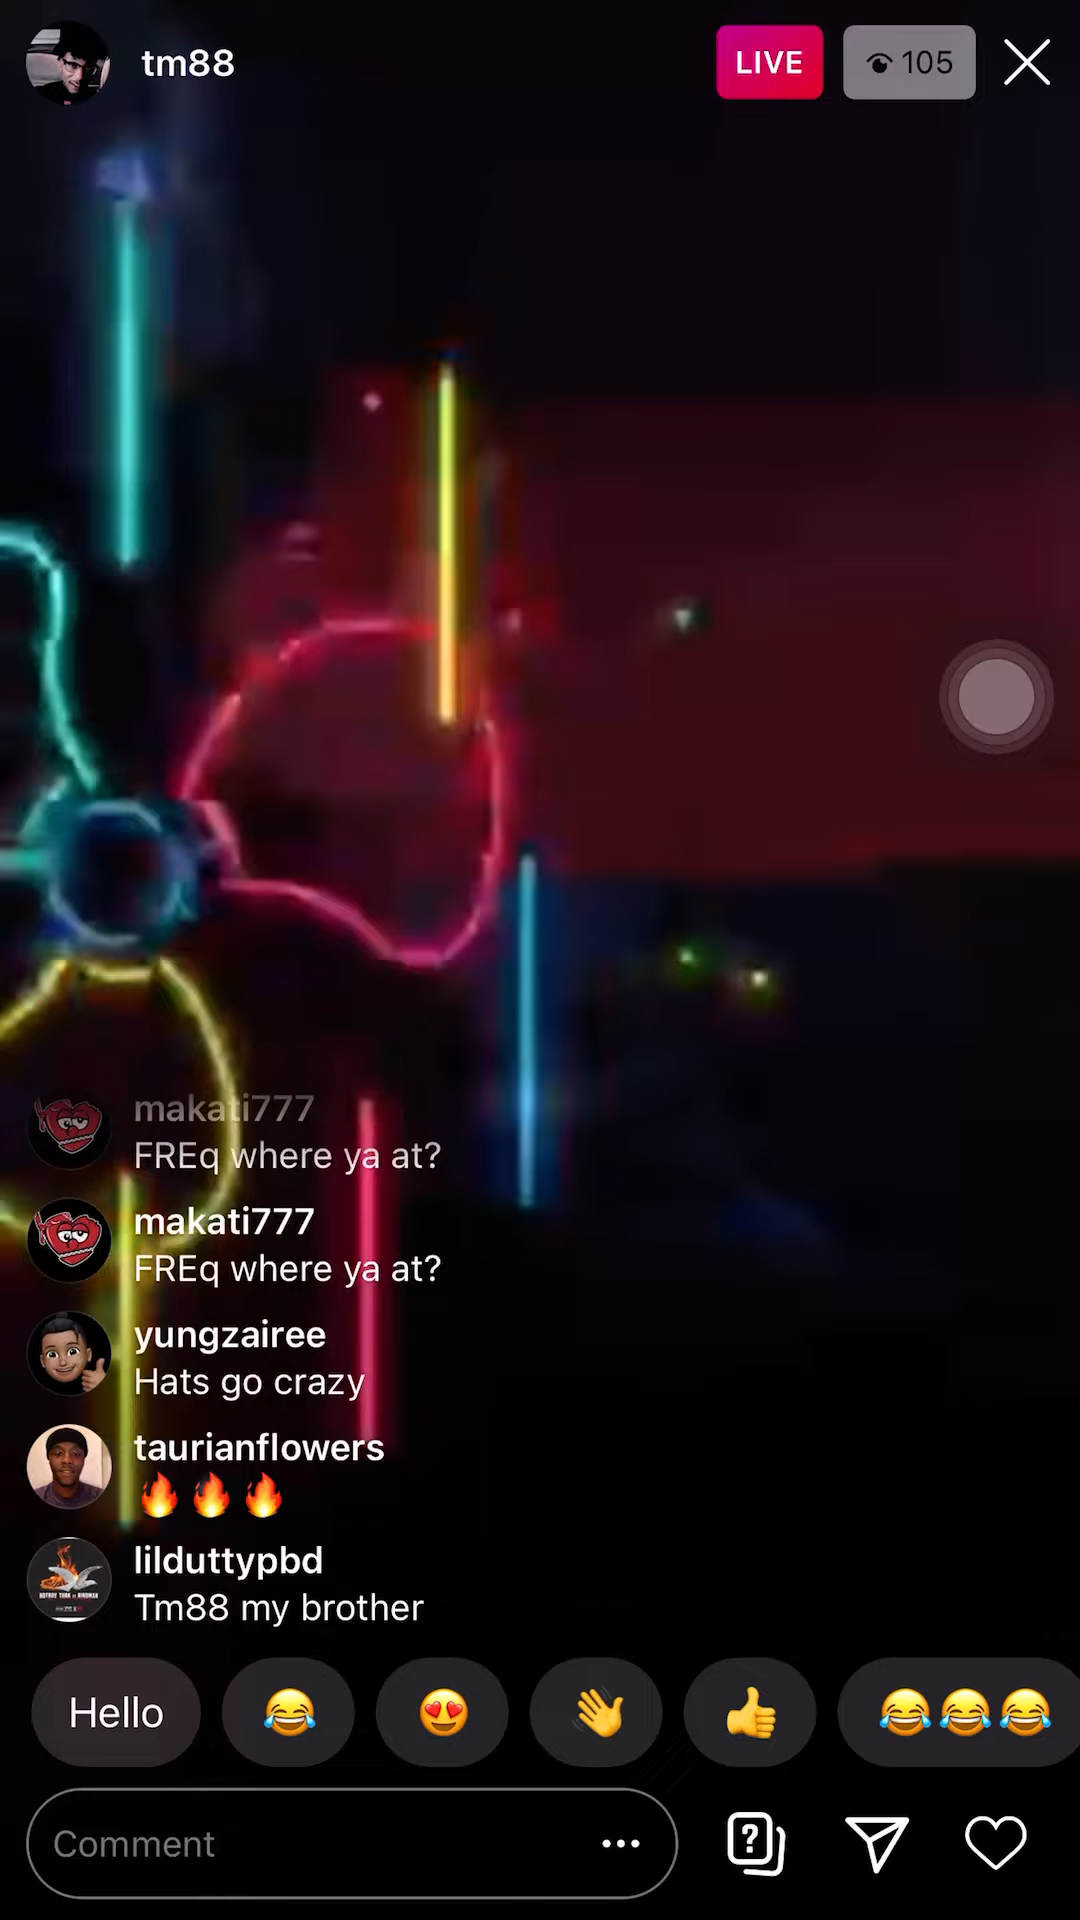 tm88
LIVE
105
makati777
FREq where ya at?
makati777
FREq where ya at?
yungzairee
Hats go crazy
taurianflowers
🔥🔥🔥
lilduttypbd
Tm88 my brother
Hello
😂
😍
👋
👍
😂😂😂
Comment